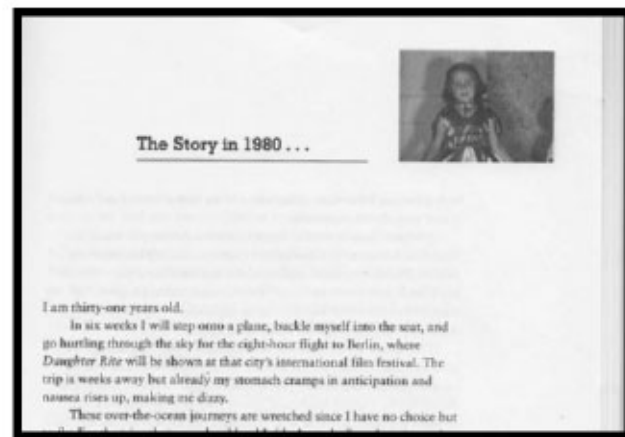 The Story in 1980 . . .
I am thirty-one years old.
In six weeks I will step onto a plane, buckle myself into the seat, and
go hurtling through the sky for the eight-hour flight to Berlin, where
Daughter Rite will be shown at that city's international film festival. The
trip is weeks away but already my stomach cramps in anticipation and
nausea rises up, making me dizzy.
These over-the-ocean journeys are wretched since I have no choice but